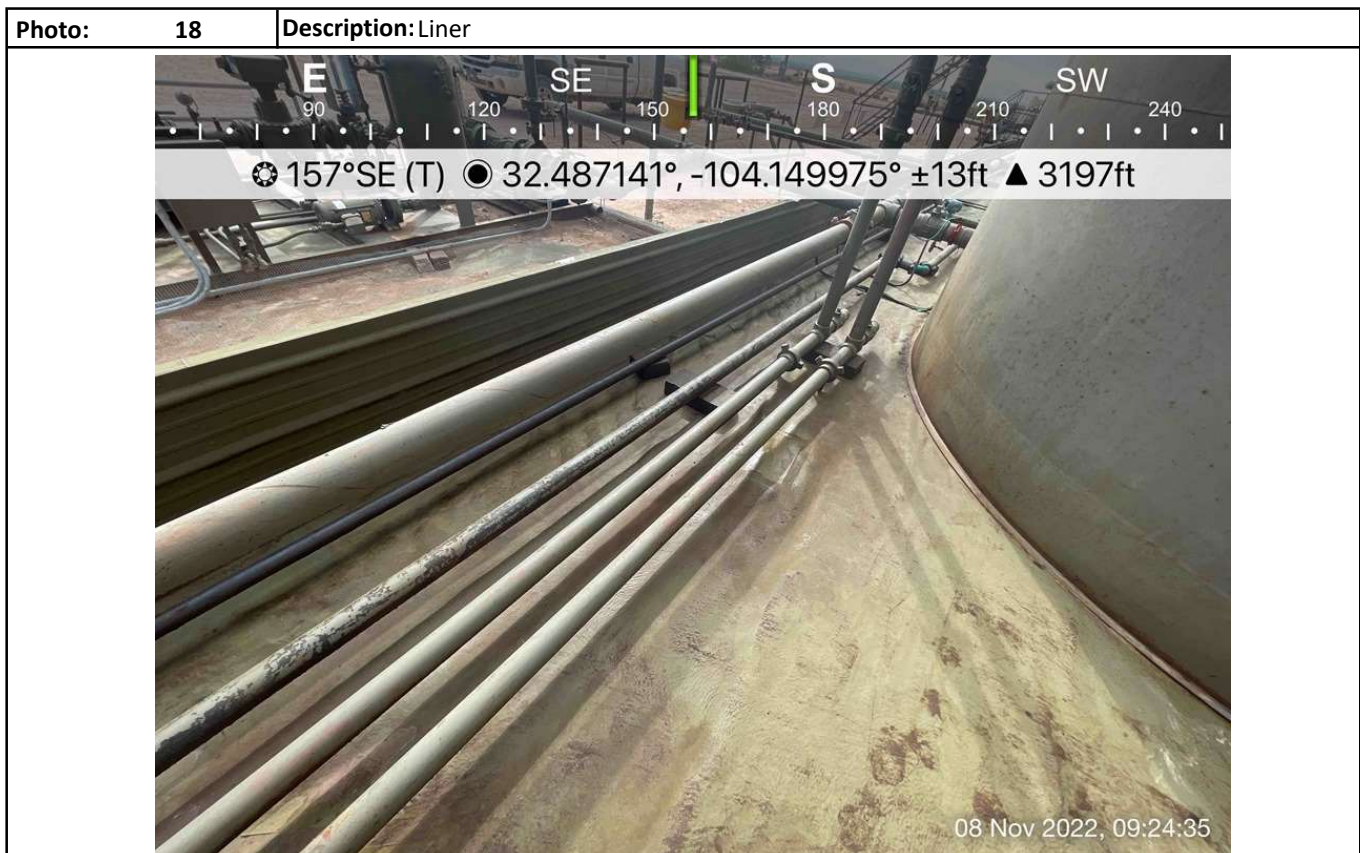 Photo: 18 Description: Liner
E SE S SW
90 120 150 180 210 240
157°SE (T) 32.487141°, -104.149975° ±13ft ▲ 3197ft
08 Nov 2022, 09:24:35